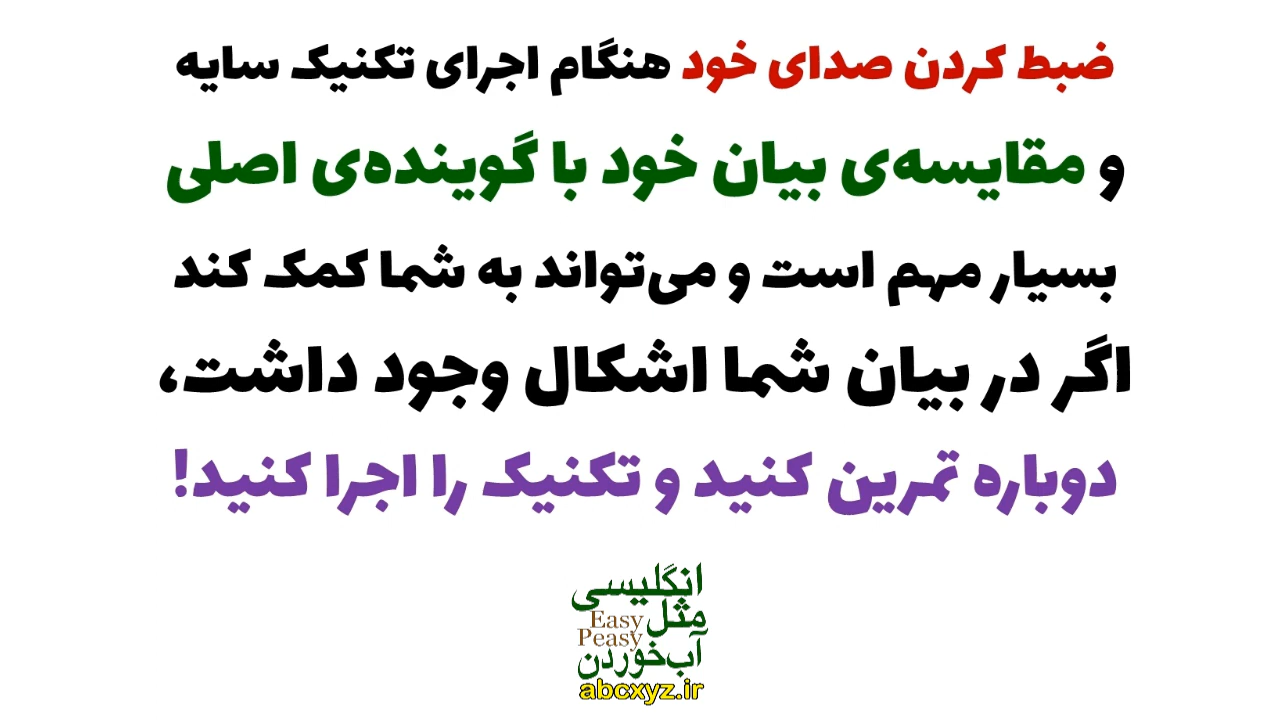 ضبط کردن صدای خود هنگام اجرای تکنیک سایه
و مقایسه‌ی بیان خود با گوینده‌ی اصلی
بسیار مهم است و می‌تواند به شما کمک کند
اگر در بیان شما اشکال وجود داشت،
دوباره تمرین کنید و تکنیک را اجرا کنید!
انگلیسی
مثل Easy
Peasy
آب‌خوردن
abcxyz.ir